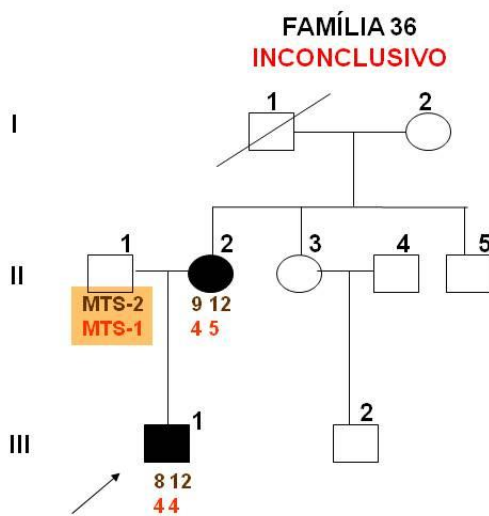 FAMÍLIA 36
INCONCLUSIVO
I
1
2
II
1
2
3
4
5
MTS-2
MTS-1
9 12
4 5
III
1
2
8 12
4 4